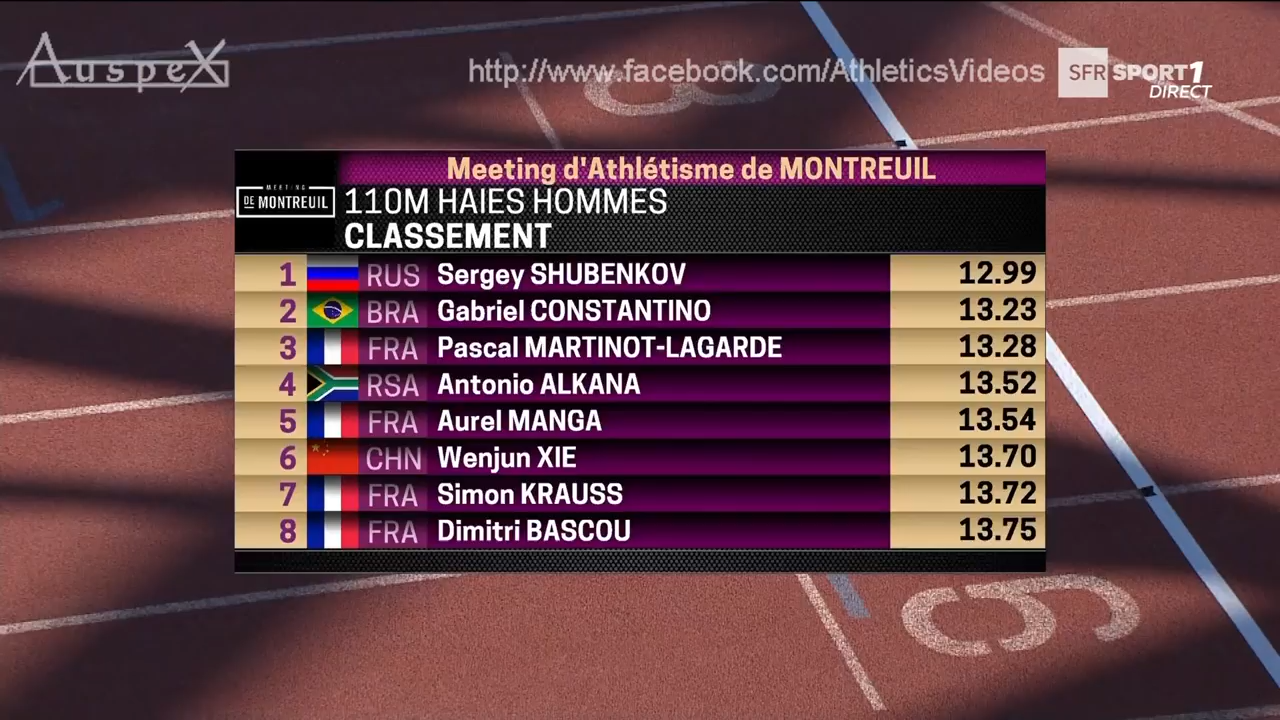 AuspeX
http://www.facebook.com/AthleticsVideos
SFR SPORT1
DIRECT
Meeting d'Athlétisme de MONTREUIL
MEETING
DE MONTREUIL
110M HAIES HOMMES
CLASSEMENT
1 RUS Sergey SHUBENKOV 12.99
2 BRA Gabriel CONSTANTINO 13.23
3 FRA Pascal MARTINOT-LAGARDE 13.28
4 RSA Antonio ALKANA 13.52
5 FRA Aurel MANGA 13.54
6 CHN Wenjun XIE 13.70
7 FRA Simon KRAUSS 13.72
8 FRA Dimitri BASCOU 13.75